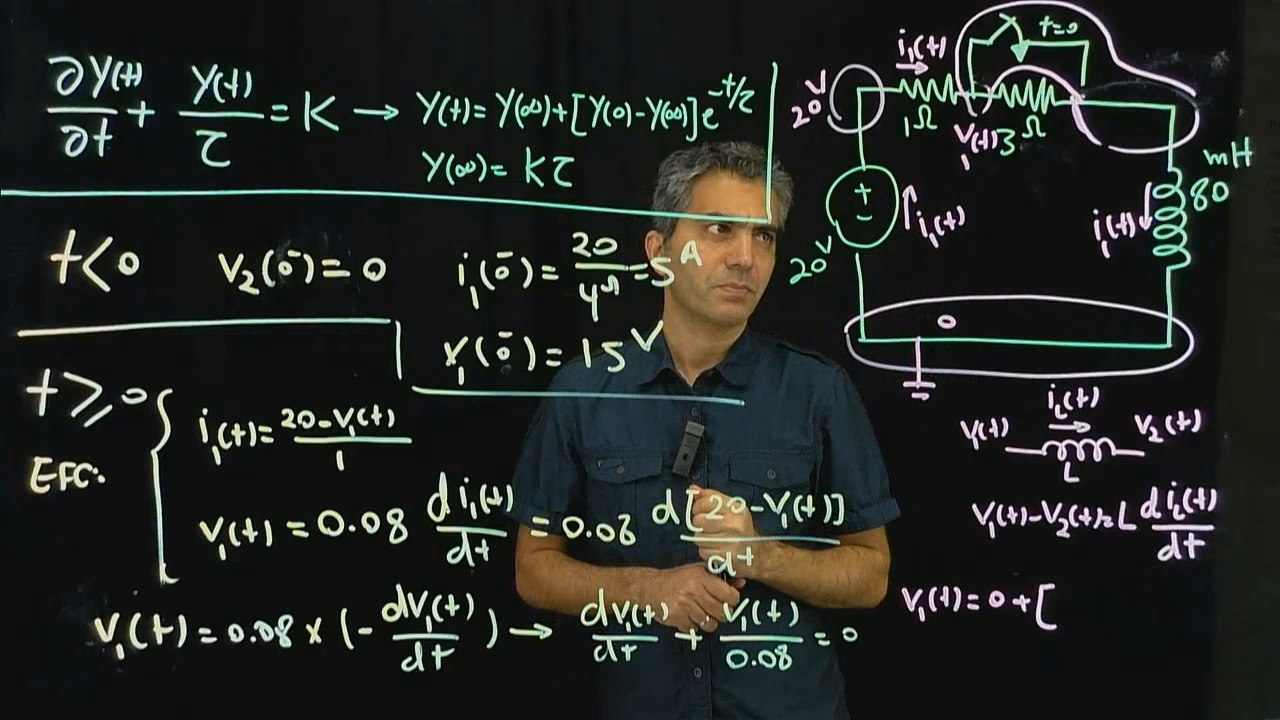 ∂Y(t)/∂t + Y(t)/τ = K → Y(t) = Y(∞) + [Y(0) - Y(∞)] e^-t/τ
Y(∞) = Kτ
t<0 V₂(0⁻) = 0 i₁(0⁻) = 20/4Ω = 5A
V₁(0⁻) = 15V
t≥0
EFC:
i₁(t) = 20-V₁(t)/1
V₁(t) = 0.08 di₁(t)/dt = 0.08 d[20-V₁(t)]/dt
V₁(t) = 0.08 × (- dV₁(t)/dt) → dV₁(t)/dt + V₁(t)/0.08 = 0
i₁(t)
t=0
20V
1Ω
V₁(t)
3Ω
mH
80
i₁(t)
i₁(t)
20V
0
V₁(t) i_L(t) V₂(t)
L
V₁(t)-V₂(t)=L di_L(t)/dt
V₁(t) = 0 + [